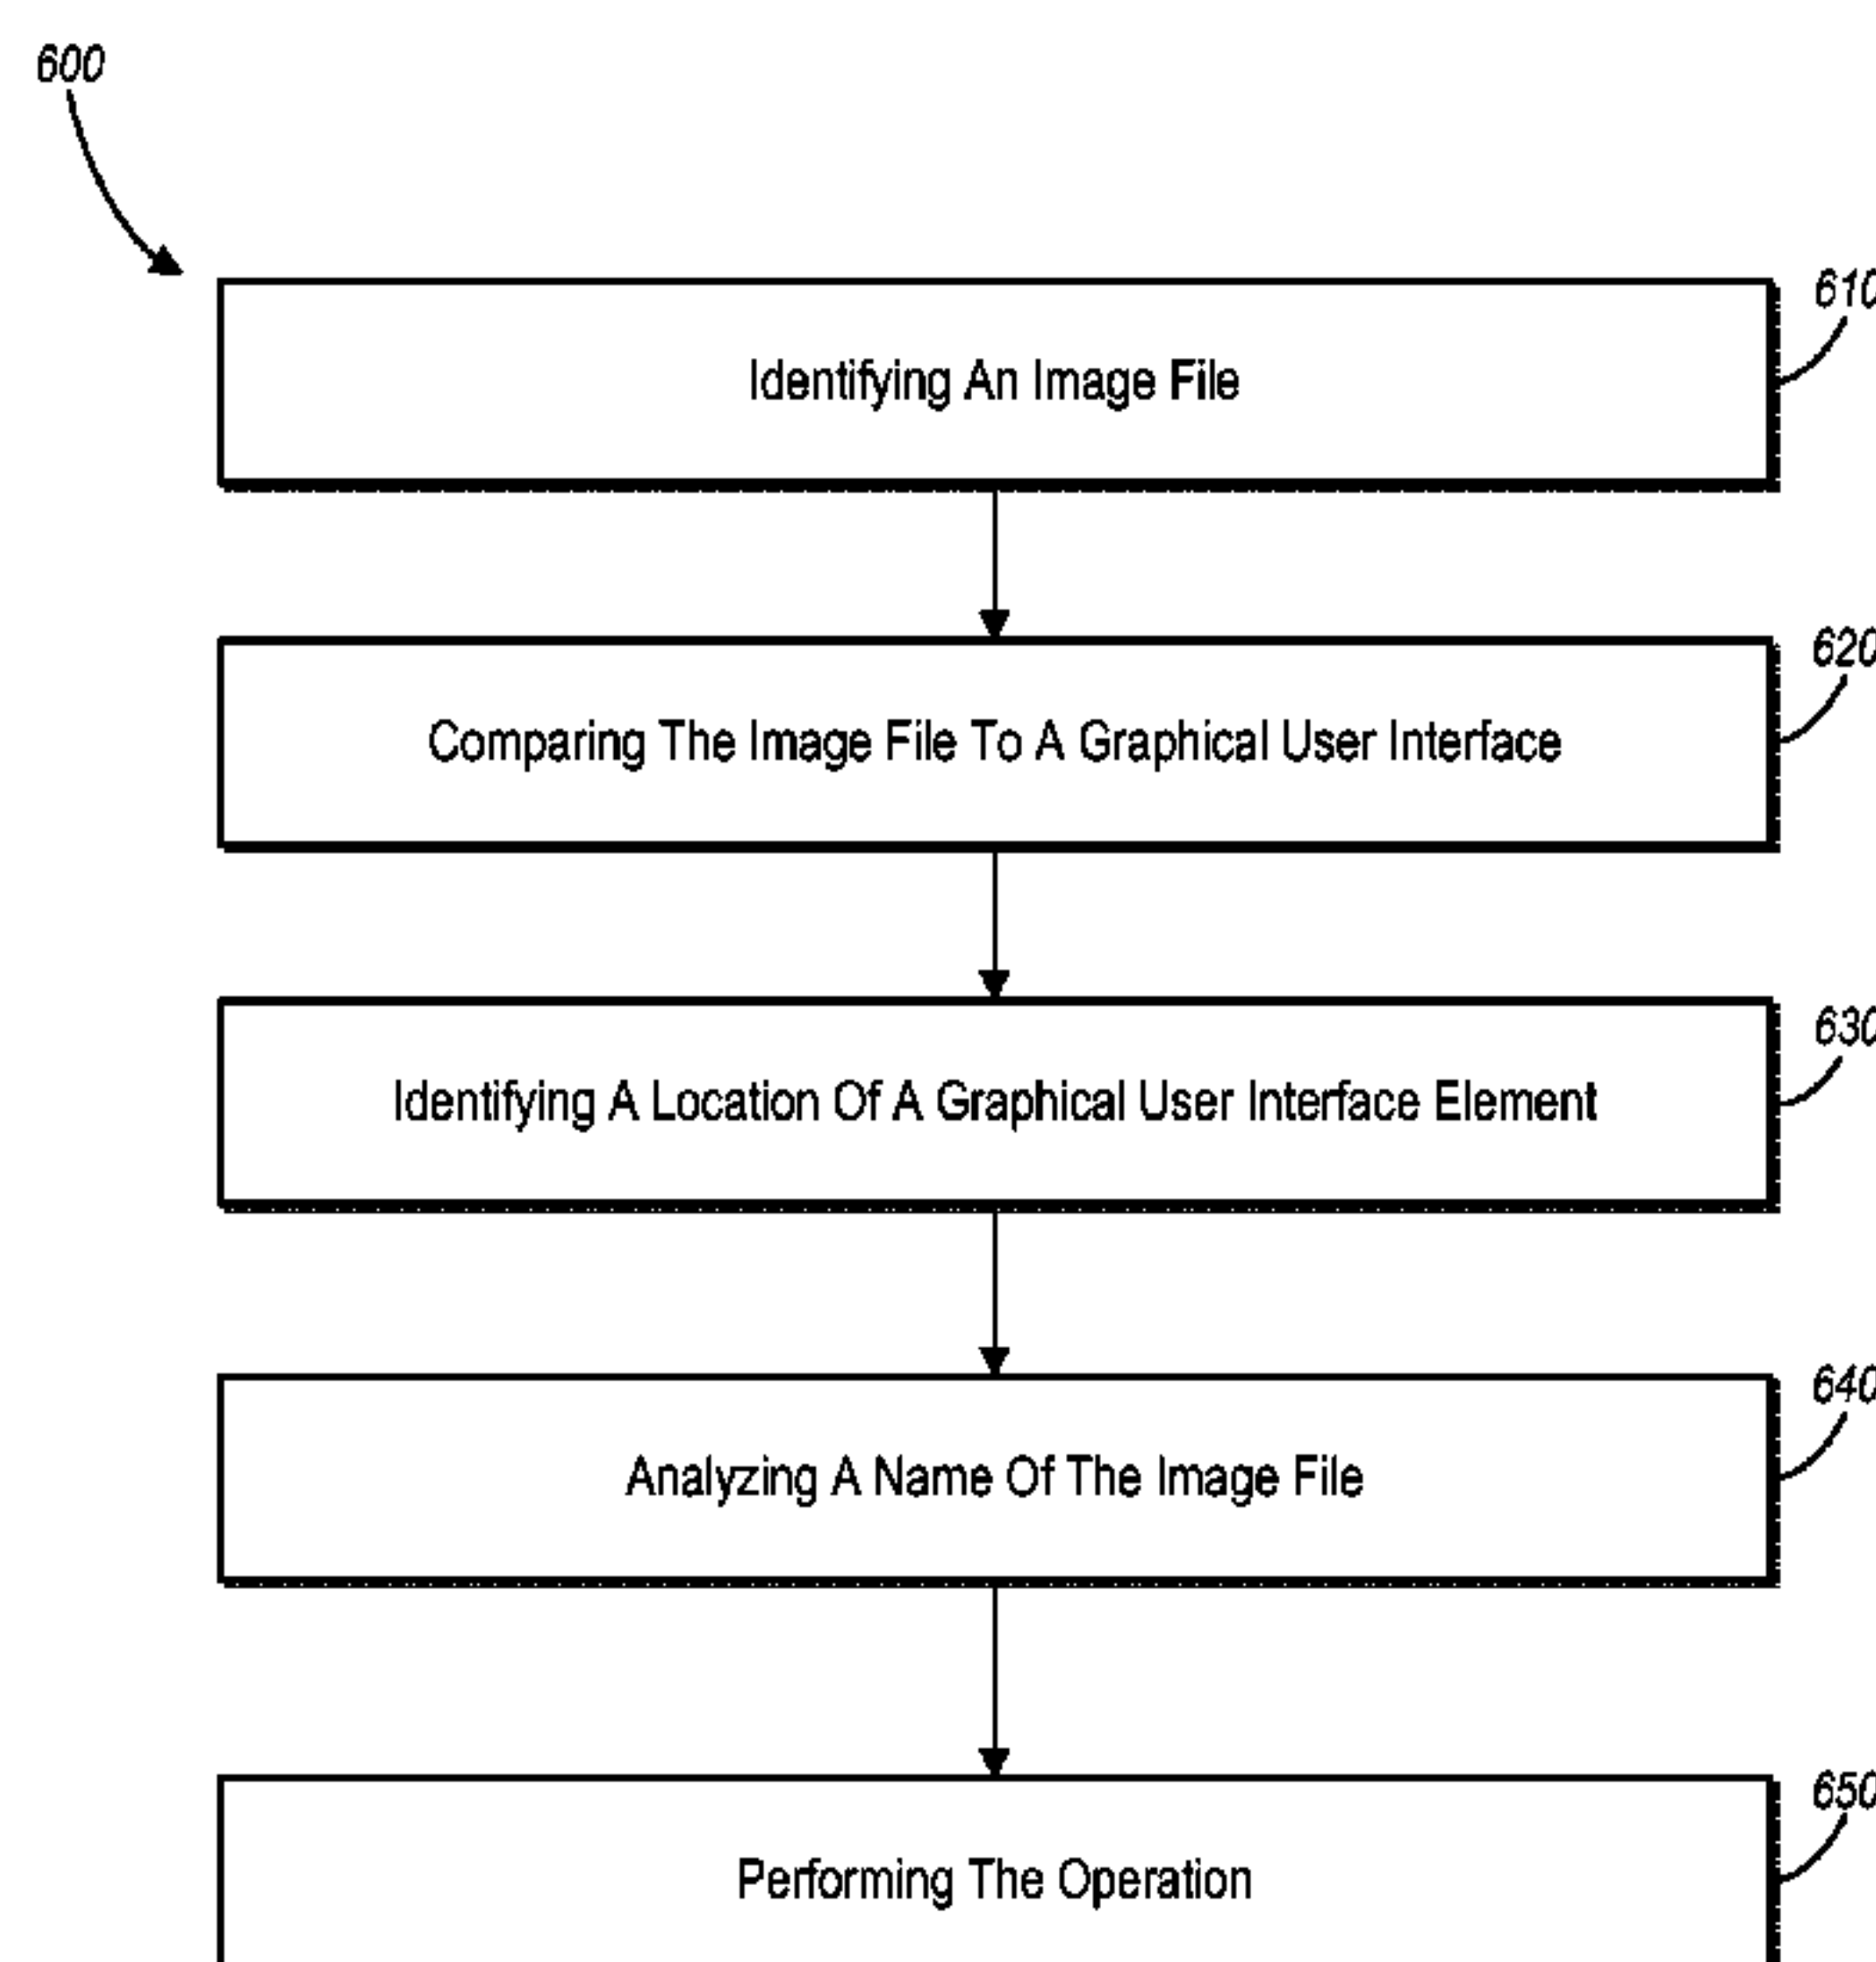 600
610
Identifying An Image File
620
Comparing The Image File To A Graphical User Interface
630
Identifying A Location Of A Graphical User Interface Element
640
Analyzing A Name Of The Image File
650
Performing The Operation